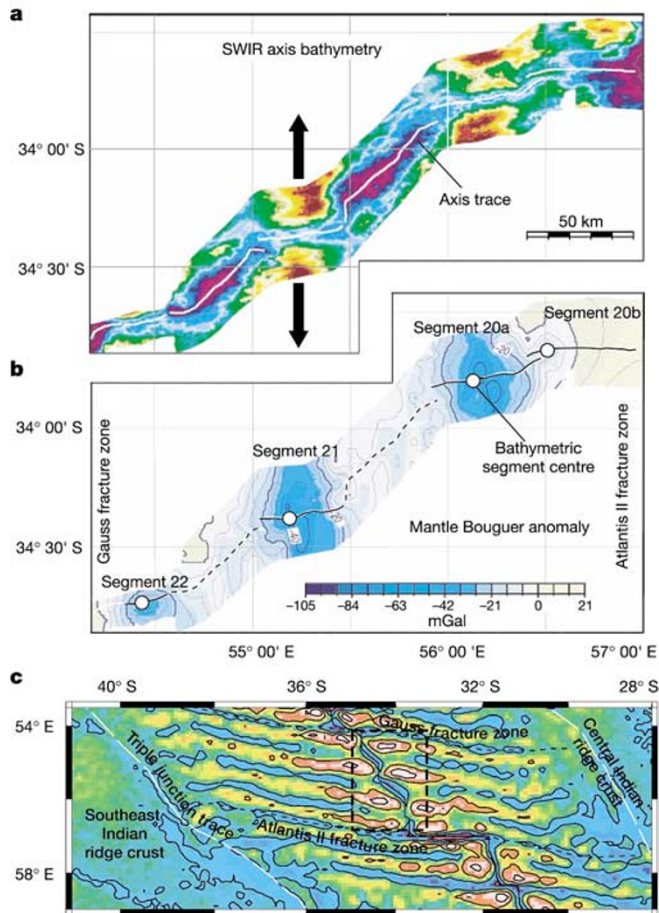 a
SWIR axis bathymetry
34° 00' S
Axis trace
50 km
34° 30' S
Segment 20b
Segment 20a
b
34° 00' S
Gauss fracture zone
Segment 21
Bathymetric
segment centre
Atlantis II fracture zone
Mantle Bouguer anomaly
34° 30' S
Segment 22
–105 –84 –63 –42 –21 0 21
mGal
55° 00' E 56° 00' E 57° 00' E
c
40° S 36° S 32° S 28° S
54° E
Gauss fracture zone
Triple junction trace
Central Indian
ridge crust
Southeast
Indian
ridge crust
Atlantis II fracture zone
58° E